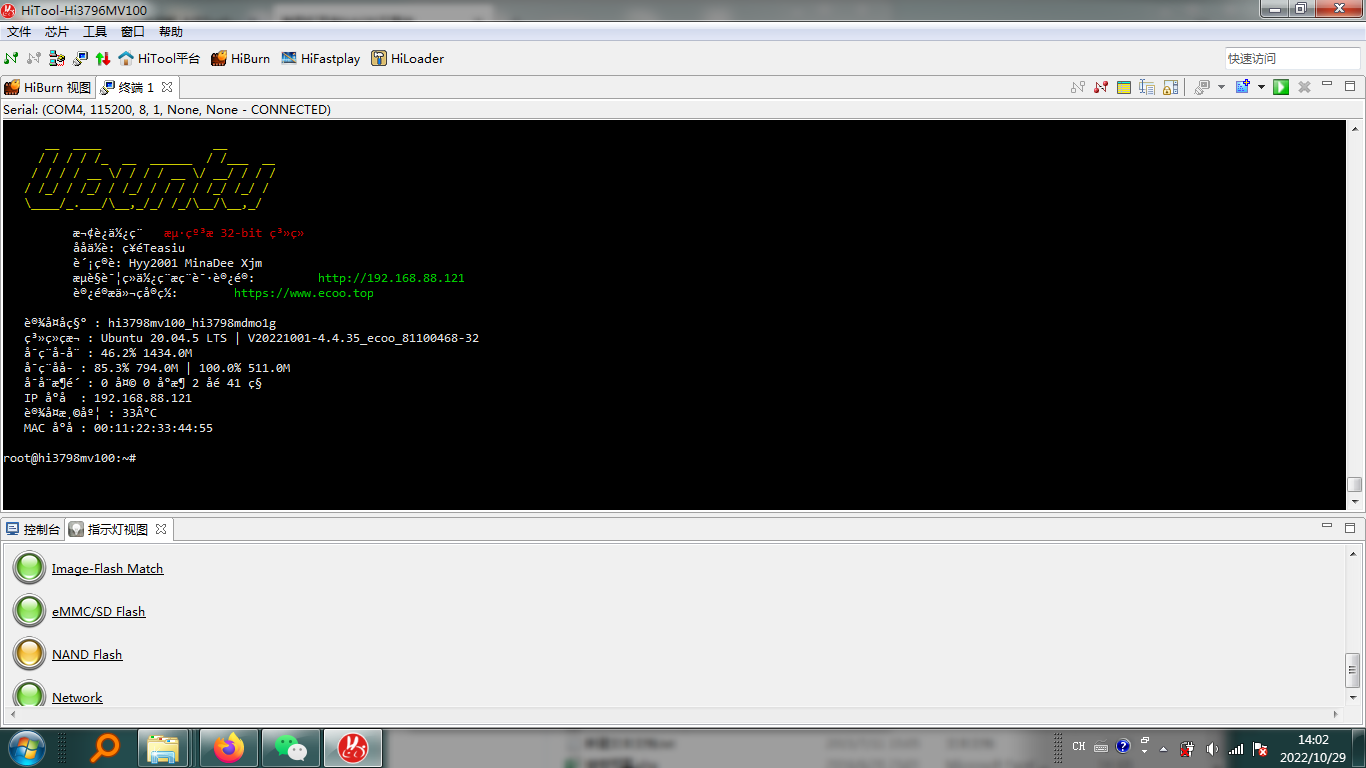 HiTool-Hi3796MV100
文件 芯片 工具 窗口 帮助
HiTool平台 HiBurn HiFastplay HiLoader 快速访问
HiBurn 视图 终端 1
Serial: (COM4, 115200, 8, 1, None, None - CONNECTED)
æ¬¢è¿ä½¿ç¨ æµ·çº³æ 32-bit ç³»ç»
ååä½è: ç¥éTeasiu
è´¡ç®è: Hyy2001 MinaDee Xjm
æµè§è¯¦ç»ä½¿ç¨æç¨è¯·è®¿é®: http://192.168.88.121
è®¿é®æä»¬çå®ç½: https://www.ecoo.top
è®¾å¤åç§° : hi3798mv100_hi3798mdmo1g
ç³»ç»çæ¬ : Ubuntu 20.04.5 LTS | V20221001-4.4.35_ecoo_81100468-32
å¯ç¨å­å¨ : 46.2% 1434.0M
å¯ç¨åå­ : 85.3% 794.0M | 100.0% 511.0M
å¯å¨æ¶é´ : 0 å¤© 0 å°æ¶ 2 åé 41 ç§
IP å°å : 192.168.88.121
è®¾å¤æ¸©åº¦ : 33Â°C
MAC å°å : 00:11:22:33:44:55
root@hi3798mv100:~#
控制台 指示灯视图
Image-Flash Match
eMMC/SD Flash
NAND Flash
Network
CH 14:02
2022/10/29